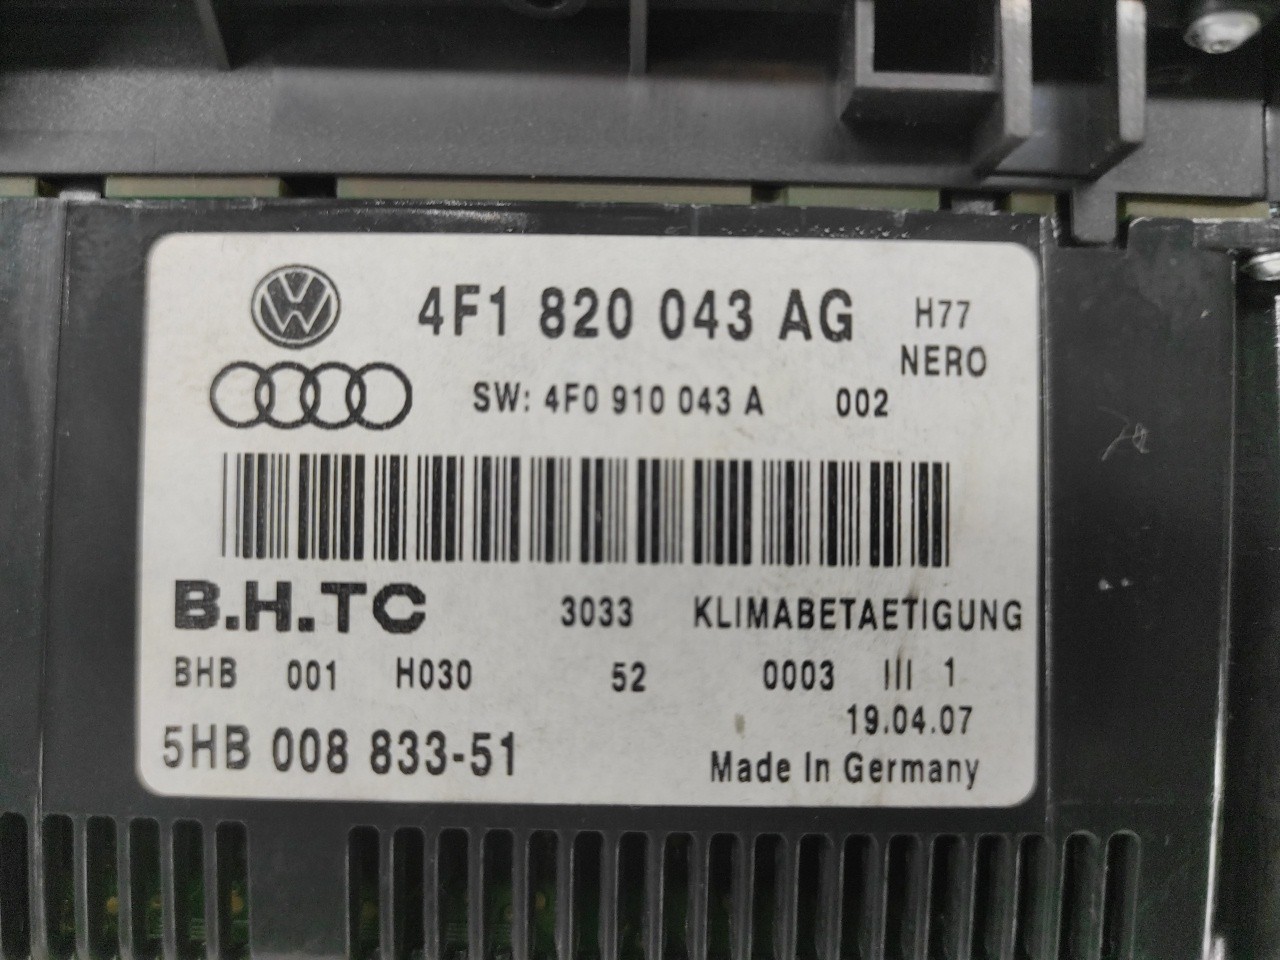 4F1 820 043 AG H77
NERO
SW: 4F0 910 043 A 002
B.H.TC 3033 KLIMABETAETIGUNG
BHB 001 H030 52 0003 III 1
19.04.07
5HB 008 833-51 Made In Germany